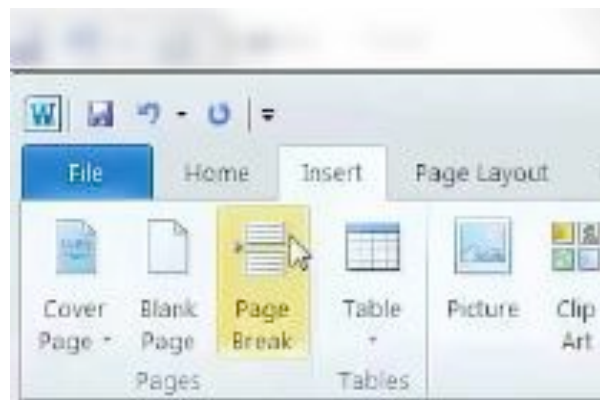 W
File Home Insert Page Layout
Cover Page Blank Page Page Break Table Picture Clip Art
Pages Tables